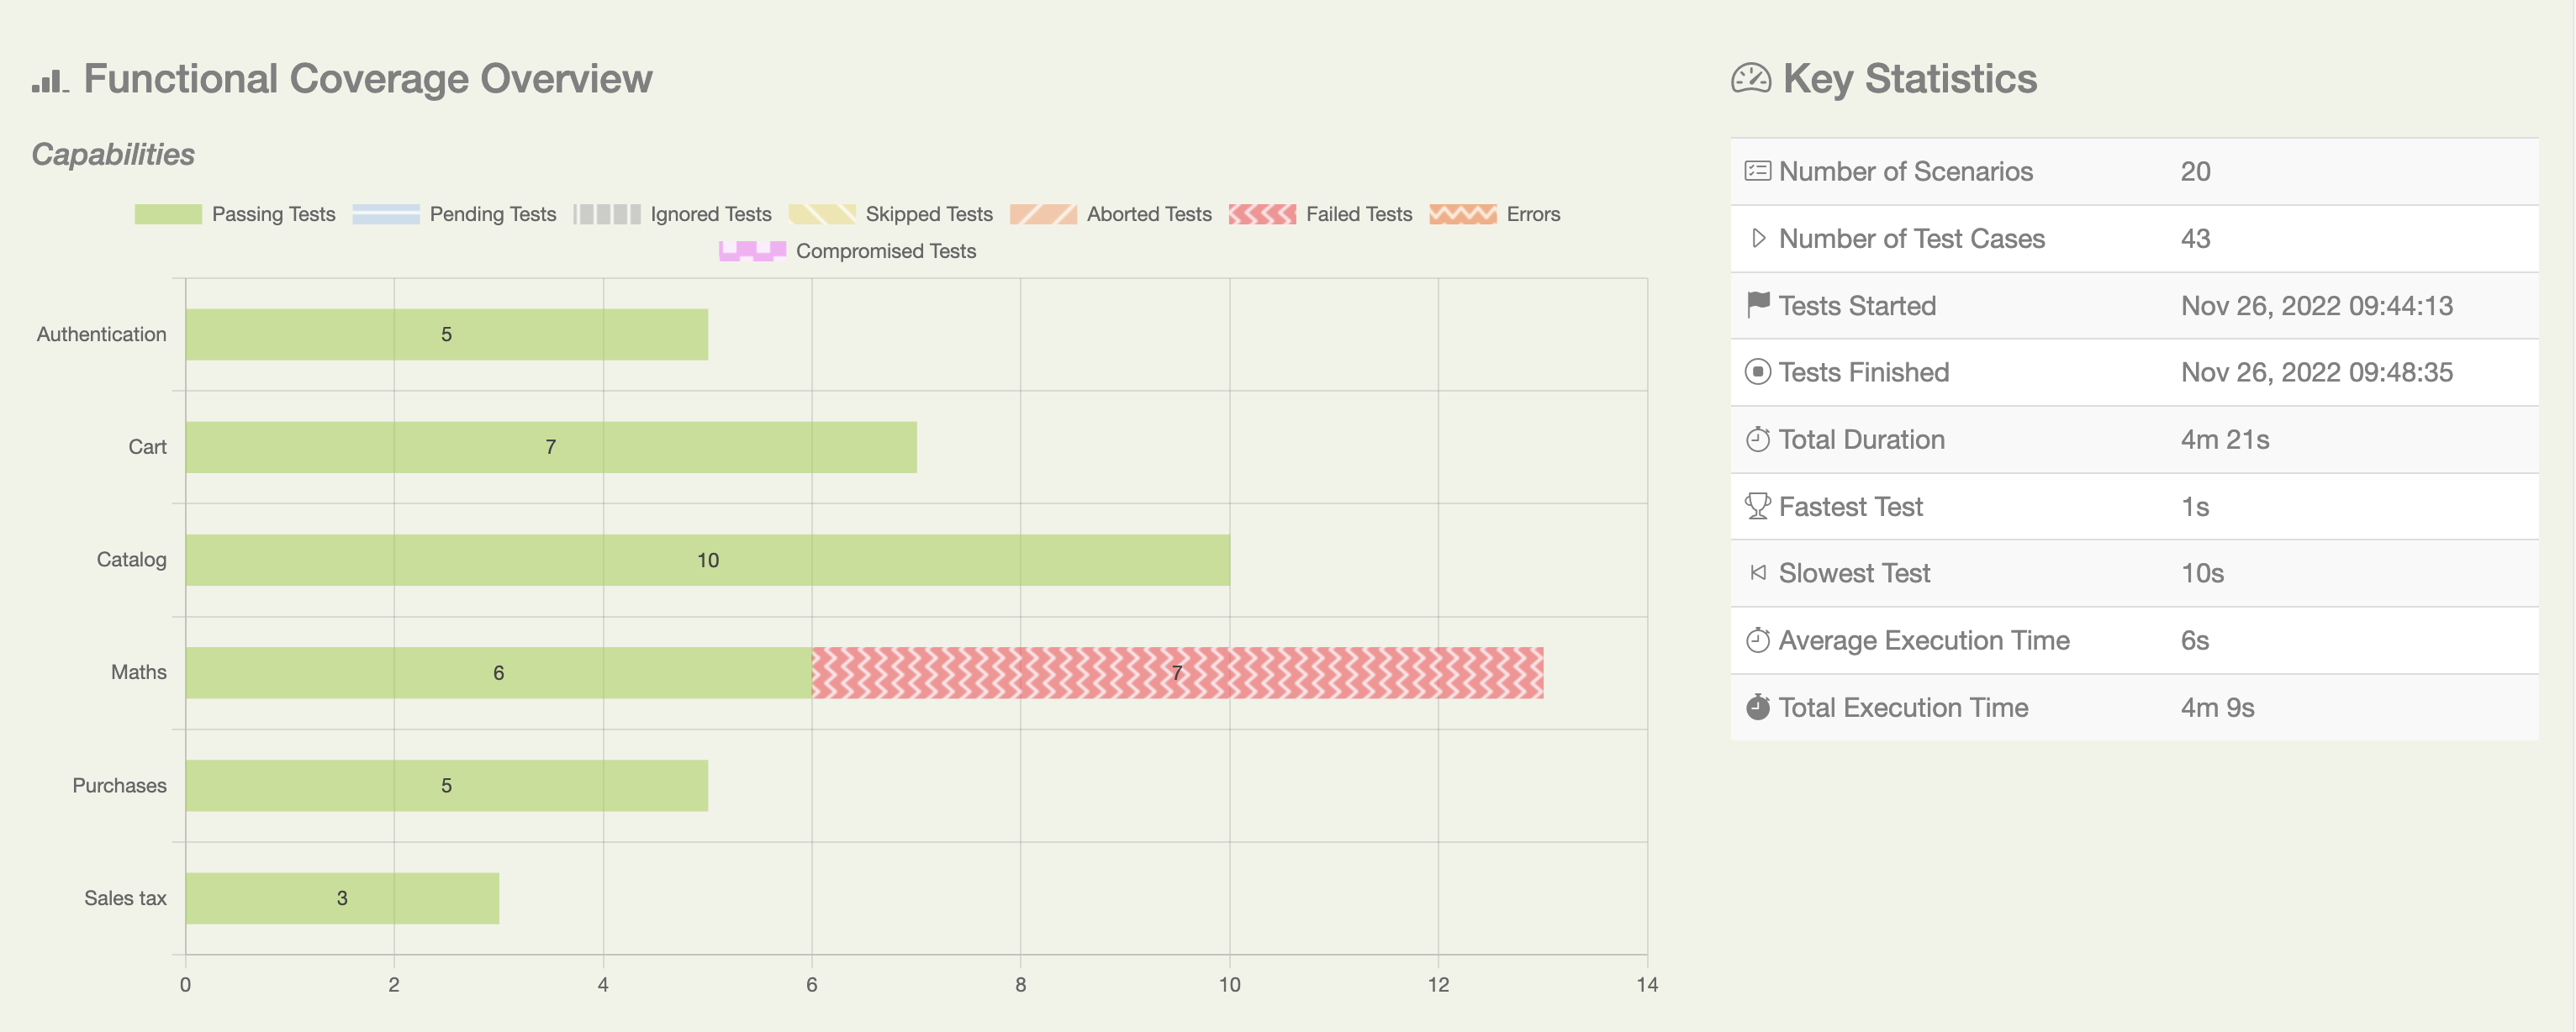 Functional Coverage Overview
Capabilities
Passing Tests Pending Tests Ignored Tests Skipped Tests Aborted Tests Failed Tests Errors
Compromised Tests
Authentication 5
Cart 7
Catalog 10
Maths 6 7
Purchases 5
Sales tax 3
0 2 4 6 8 10 12 14
Key Statistics
Number of Scenarios 20
Number of Test Cases 43
Tests Started Nov 26, 2022 09:44:13
Tests Finished Nov 26, 2022 09:48:35
Total Duration 4m 21s
Fastest Test 1s
Slowest Test 10s
Average Execution Time 6s
Total Execution Time 4m 9s